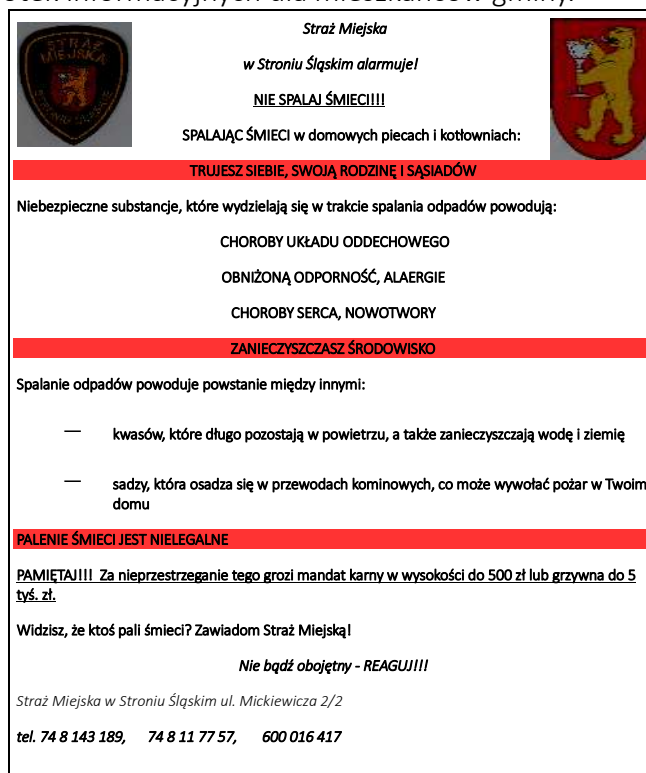 informacyjnych dla mieszkańców gminy.
Straż Miejska
w Stroniu Śląskim alarmuje!
NIE SPALAJ ŚMIECI!!!
SPALAJĄC ŚMIECI w domowych piecach i kotłowniach:
STRAŻ
MIEJSKA
TRUJESZ SIEBIE, SWOJĄ RODZINĘ I SĄSIADÓW
Niebezpieczne substancje, które wydzielają się w trakcie spalania odpadów powodują:
CHOROBY UKŁADU ODDECHOWEGO
OBNIŻONĄ ODPORNOŚĆ, ALAERGIE
CHOROBY SERCA, NOWOTWORY
ZANIECZYSZCZASZ ŚRODOWISKO
Spalanie odpadów powoduje powstanie między innymi:
— kwasów, które długo pozostają w powietrzu, a także zanieczyszczają wodę i ziemię
— sadzy, która osadza się w przewodach kominowych, co może wywołać pożar w Twoim
domu
PALENIE ŚMIECI JEST NIELEGALNE
PAMIĘTAJ!!! Za nieprzestrzeganie tego grozi mandat karny w wysokości do 500 zł lub grzywna do 5
tyś. zł.
Widzisz, że ktoś pali śmieci? Zawiadom Straż Miejską!
Nie bądź obojętny - REAGUJ!!!
Straż Miejska w Stroniu Śląskim ul. Mickiewicza 2/2
tel. 74 8 143 189, 74 8 11 77 57, 600 016 417